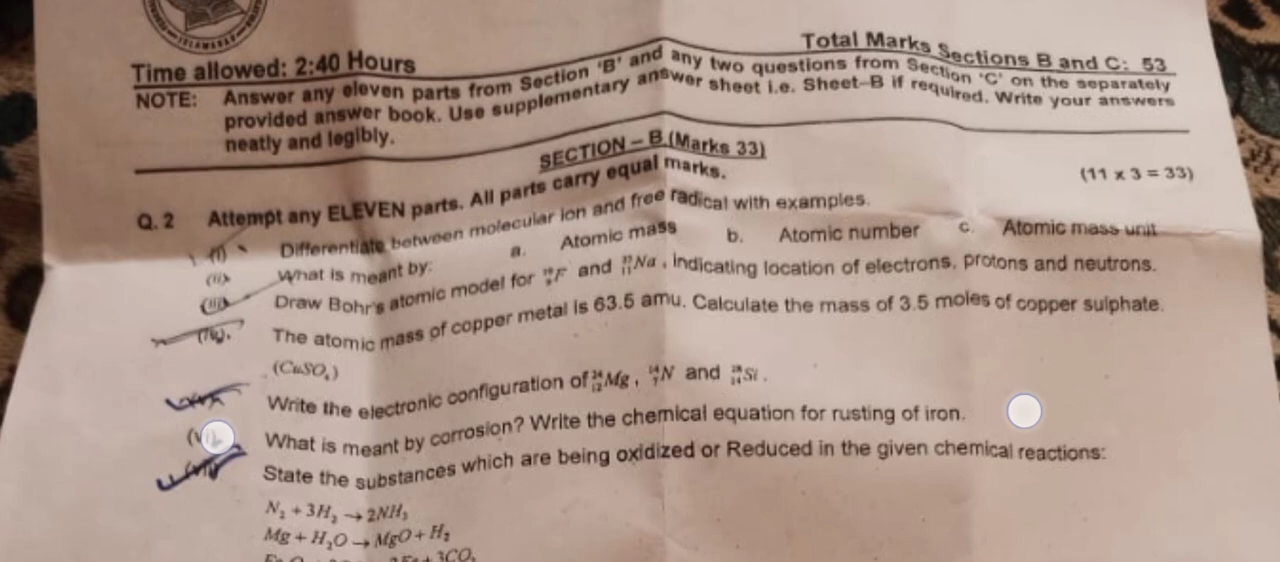 ISLAMABAD
Total Marks Sections B and C: 53
Time allowed: 2:40 Hours
NOTE: Answer any eleven parts from Section 'B' and any two questions from Section 'C' on the separately
provided answer book. Use supplementary answer sheet i.e. Sheet–B if required. Write your answers
neatly and legibly.
SECTION – B (Marks 33)
(11 x 3 = 33)
Q. 2 Attempt any ELEVEN parts. All parts carry equal marks.
(i) Differentiate between molecular ion and free radical with examples.
(ii) What is meant by: a. Atomic mass b. Atomic number c. Atomic mass unit
(iii) Draw Bohr's atomic model for F and Na, indicating location of electrons, protons and neutrons.
(iv) The atomic mass of copper metal is 63.5 amu. Calculate the mass of 3.5 moles of copper sulphate.
(CuSO₄)
Write the electronic configuration of ²⁴₁₂Mg, ¹⁴₇N and ²⁸₁₄Si.
What is meant by corrosion? Write the chemical equation for rusting of iron.
State the substances which are being oxidized or Reduced in the given chemical reactions:
N₂ + 3H₂ → 2NH₃
Mg + H₂O → MgO + H₂
+ 3CO₂